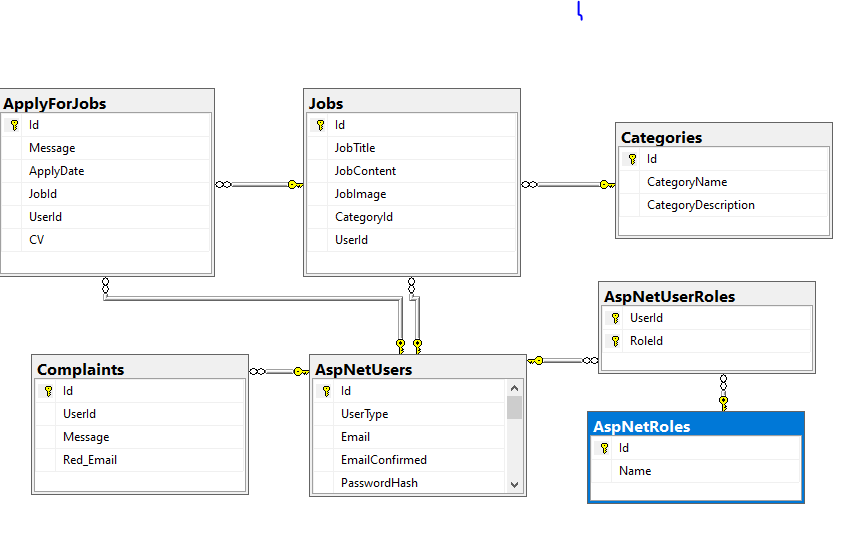 ApplyForJobs
Id
Message
ApplyDate
JobId
UserId
CV
Jobs
Id
JobTitle
JobContent
JobImage
CategoryId
UserId
Categories
Id
CategoryName
CategoryDescription
AspNetUserRoles
UserId
RoleId
Complaints
Id
UserId
Message
Red_Email
AspNetUsers
Id
UserType
Email
EmailConfirmed
PasswordHash
AspNetRoles
Id
Name